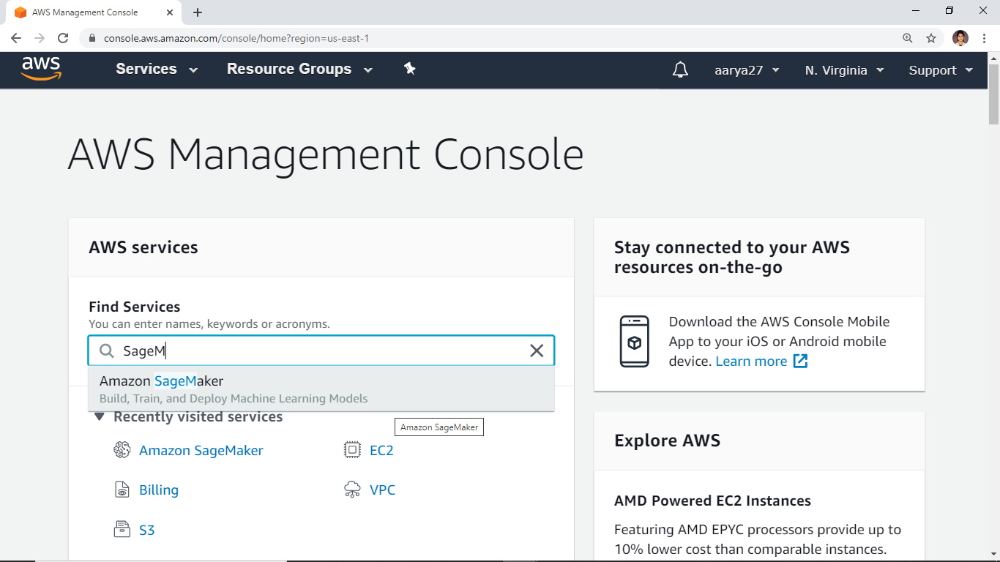 AWS Management Console
console.aws.amazon.com/console/home?region=us-east-1
aws
Services
Resource Groups
aarya27
N. Virginia
Support
AWS Management Console
AWS services
Find Services
You can enter names, keywords or acronyms.
SageM
Amazon SageMaker
Build, Train, and Deploy Machine Learning Models
Recently visited services
Amazon SageMaker
Amazon SageMaker
EC2
Billing
VPC
S3
Stay connected to your AWS
resources on-the-go
Download the AWS Console Mobile
App to your iOS or Android mobile
device. Learn more
Explore AWS
AMD Powered EC2 Instances
Featuring AMD EPYC processors provide up to
10% lower cost than comparable instances.